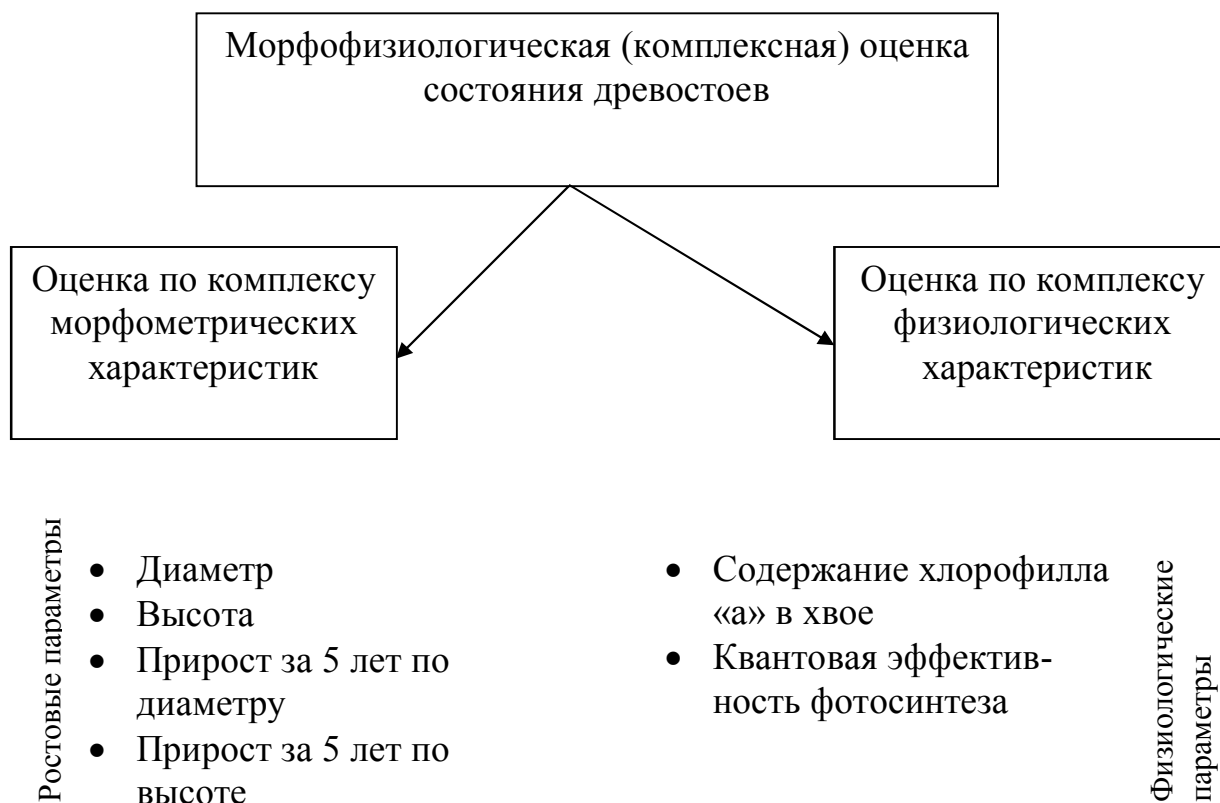 Морфофизиологическая (комплексная) оценка
состояния древостоев
Оценка по комплексу
морфометрических
характеристик
Оценка по комплексу
физиологических
характеристик
Ростовые параметры
• Диаметр
• Высота
• Прирост за 5 лет по
диаметру
• Прирост за 5 лет по
высоте
• Содержание хлорофилла
«а» в хвое
• Квантовая эффектив-
ность фотосинтеза
Физиологические
параметры